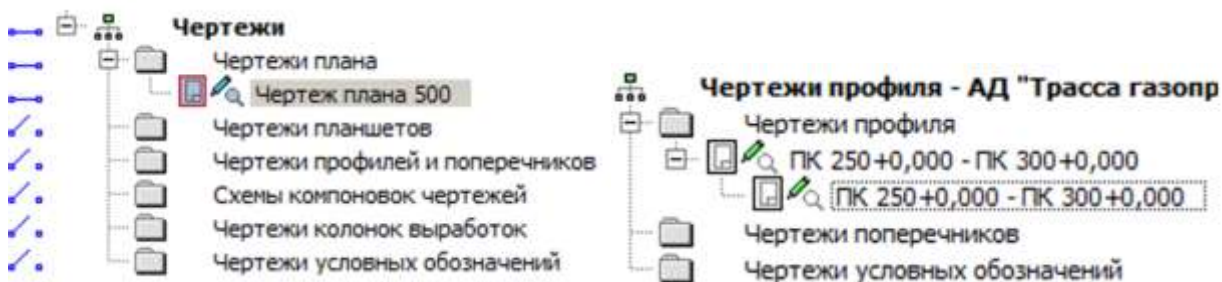 Чертежи
Чертежи плана
Чертеж плана 500
Чертежи планшетов
Чертежи профилей и поперечников
Схемы компоновок чертежей
Чертежи колонок выработок
Чертежи условных обозначений
Чертежи профиля - АД "Трасса газопр
Чертежи профиля
ПК 250+0,000 - ПК 300+0,000
ПК 250+0,000 - ПК 300+0,000
Чертежи поперечников
Чертежи условных обозначений